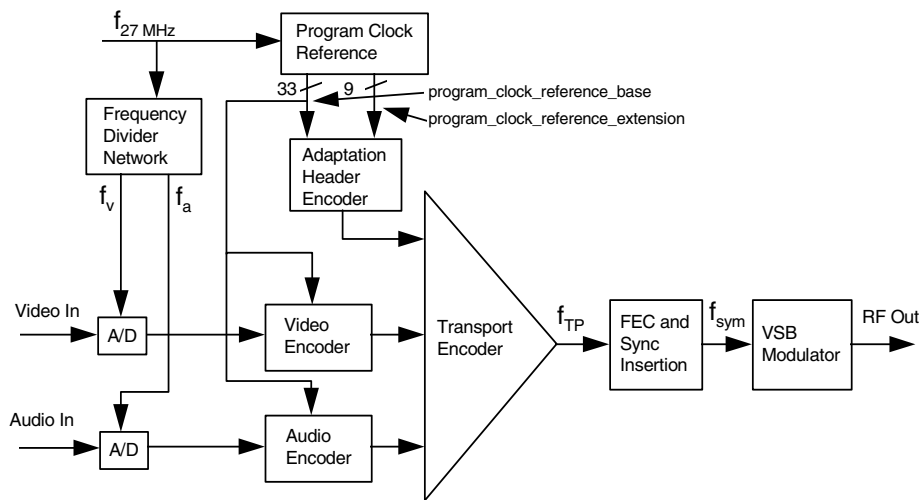 f27 MHz
Program Clock
Reference
33
9
program_clock_reference_base
program_clock_reference_extension
Frequency
Divider
Network
Adaptation
Header
Encoder
fv
fa
Video In
A/D
Video
Encoder
Transport
Encoder
fTP
FEC and
Sync
Insertion
fsym
VSB
Modulator
RF Out
Audio In
A/D
Audio
Encoder